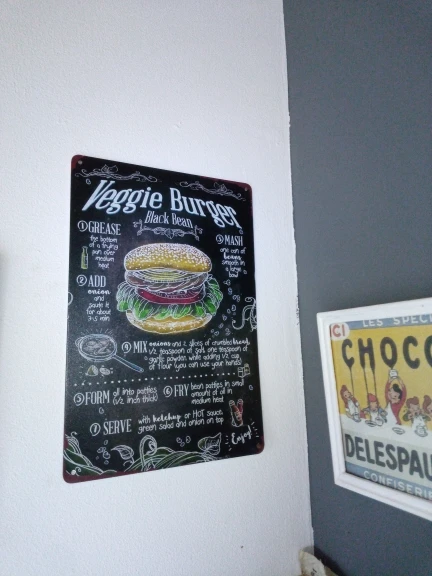 Veggie Burger
Black Bean
1 GREASE
the bottom
of a frying
pan over
medium
heat
2 ADD
onion
and
sauté it
for about
3-5 min
3 MASH
one can of
beans
smooth in
a large
bowl
4 MIX onions and 2 slices of crumbled bread,
1/2 teaspoon of salt, one teaspoon of
garlic powder while adding 1/2 cup
of flour (you can use your hands)
5 FORM all into patties
(1/2 inch thick)
6 FRY bean patties in small
amount of oil in
medium heat
7 SERVE with ketchup or HOT sauce,
green salad and onion on top
Enjoy!
LES SPECI
CHOCO
DELESPAU
CONFISERIE